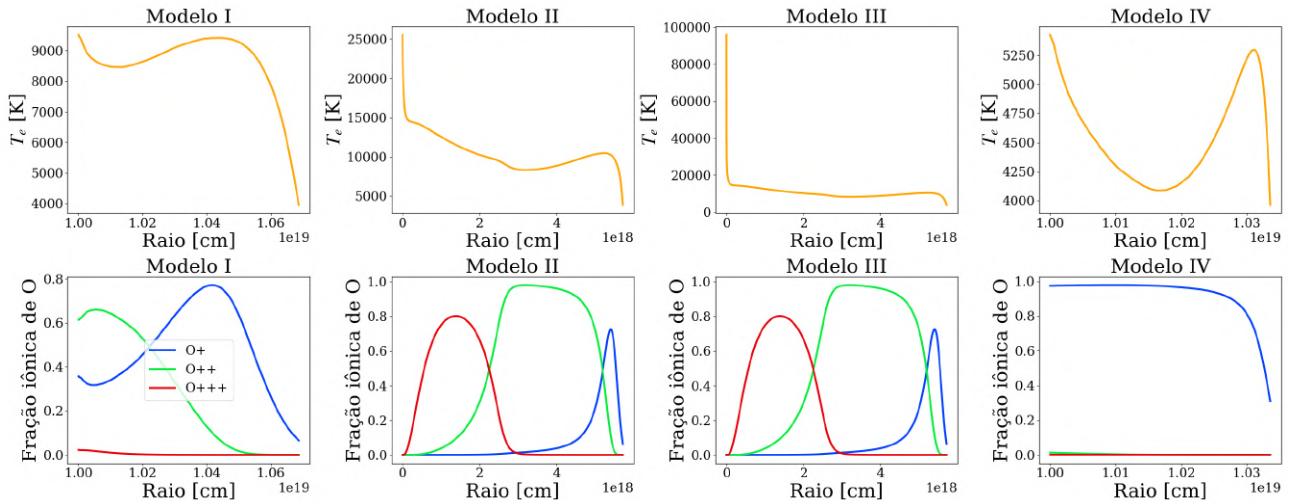 Modelo I
Modelo II
Modelo III
Modelo IV
T_e [K]
9000
8000
7000
6000
5000
4000
1.00 1.02 1.04 1.06
1e19
Raio [cm]
T_e [K]
25000
20000
15000
10000
5000
0 2 4
1e18
Raio [cm]
T_e [K]
100000
80000
60000
40000
20000
0
0 2 4
1e18
Raio [cm]
T_e [K]
5250
5000
4750
4500
4250
4000
1.00 1.01 1.02 1.03
1e19
Raio [cm]
Modelo I
Modelo II
Modelo III
Modelo IV
Fração iônica de O
0.8
0.6
0.4
0.2
0.0
O+
O++
O+++
1.00 1.02 1.04 1.06
1e19
Raio [cm]
Fração iônica de O
1.0
0.8
0.6
0.4
0.2
0.0
0 2 4
1e18
Raio [cm]
Fração iônica de O
1.0
0.8
0.6
0.4
0.2
0.0
0 2 4
1e18
Raio [cm]
Fração iônica de O
1.0
0.8
0.6
0.4
0.2
0.0
1.00 1.01 1.02 1.03
1e19
Raio [cm]